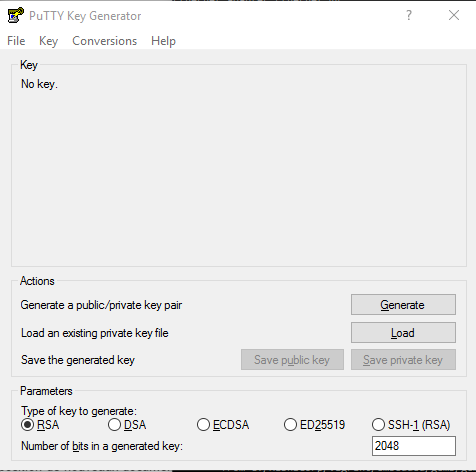 PuTTY Key Generator ?
File Key Conversions Help
Key
No key.
Actions
Generate a public/private key pair Generate
Load an existing private key file Load
Save the generated key Save public key Save private key
Parameters
Type of key to generate:
RSA DSA ECDSA ED25519 SSH-1 (RSA)
Number of bits in a generated key: 2048